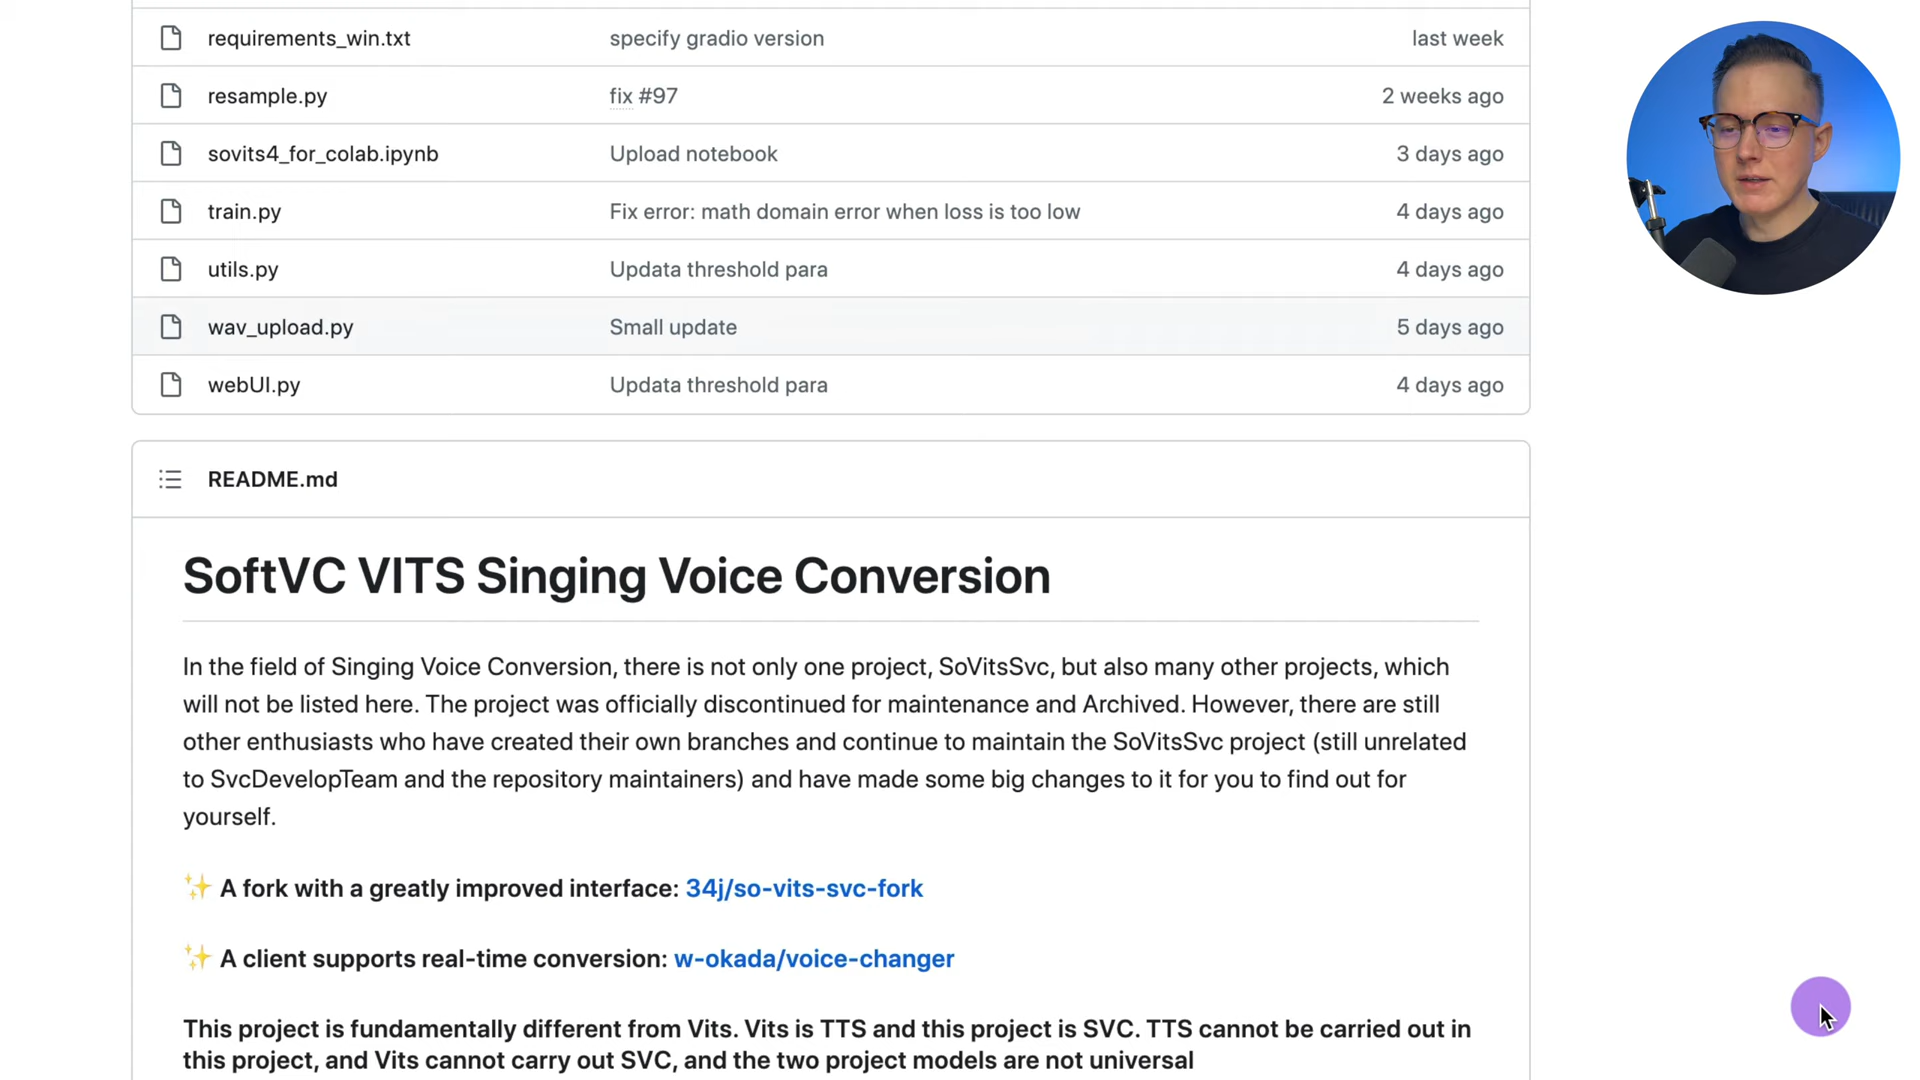 requirements_win.txt specify gradio version last week
resample.py fix #97 2 weeks ago
sovits4_for_colab.ipynb Upload notebook 3 days ago
train.py Fix error: math domain error when loss is too low 4 days ago
utils.py Updata threshold para 4 days ago
wav_upload.py Small update 5 days ago
webUI.py Updata threshold para 4 days ago
README.md
SoftVC VITS Singing Voice Conversion
In the field of Singing Voice Conversion, there is not only one project, SoVitsSvc, but also many other projects, which
will not be listed here. The project was officially discontinued for maintenance and Archived. However, there are still
other enthusiasts who have created their own branches and continue to maintain the SoVitsSvc project (still unrelated
to SvcDevelopTeam and the repository maintainers) and have made some big changes to it for you to find out for
yourself.
✨ A fork with a greatly improved interface: 34j/so-vits-svc-fork
✨ A client supports real-time conversion: w-okada/voice-changer
This project is fundamentally different from Vits. Vits is TTS and this project is SVC. TTS cannot be carried out in
this project, and Vits cannot carry out SVC, and the two project models are not universal